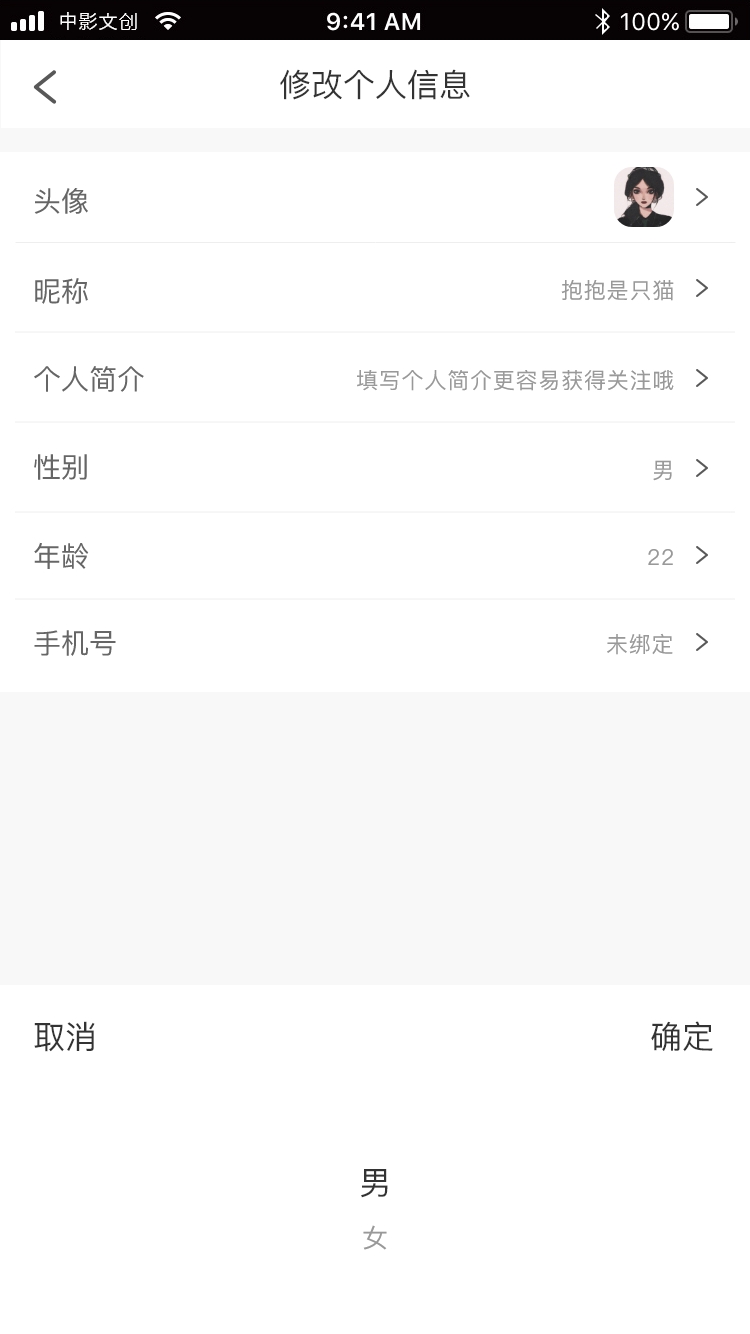 中影文创 9:41 AM 100%
修改个人信息
头像
昵称 抱抱是只猫
个人简介 填写个人简介更容易获得关注哦
性别 男
年龄 22
手机号 未绑定
取消 确定
男
女